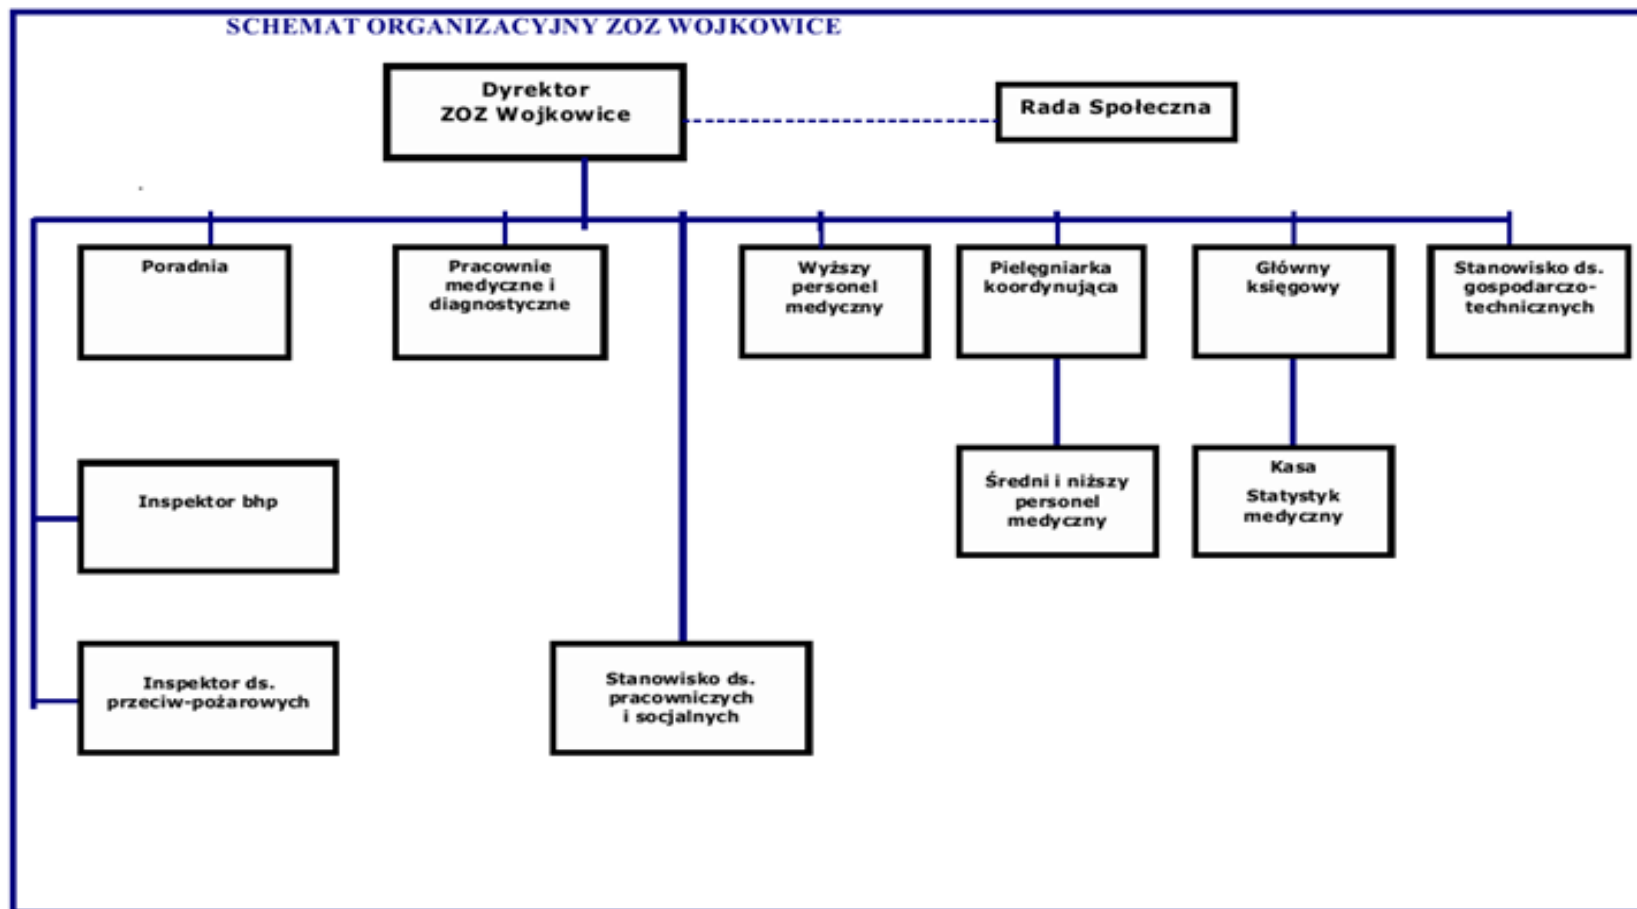 SCHEMAT ORGANIZACYJNY ZOZ WOJKOWICE
Dyrektor
ZOZ Wojkowice
Rada Społeczna
Poradnia
Pracownie
medyczne i
diagnostyczne
Wyższy
personel
medyczny
Pielęgniarka
koordynująca
Główny
księgowy
Stanowisko ds.
gospodarczo-
technicznych
Inspektor bhp
Średni i niższy
personel
medyczny
Kasa
Statystyk
medyczny
Inspektor ds.
przeciw-pożarowych
Stanowisko ds.
pracowniczych
i socjalnych